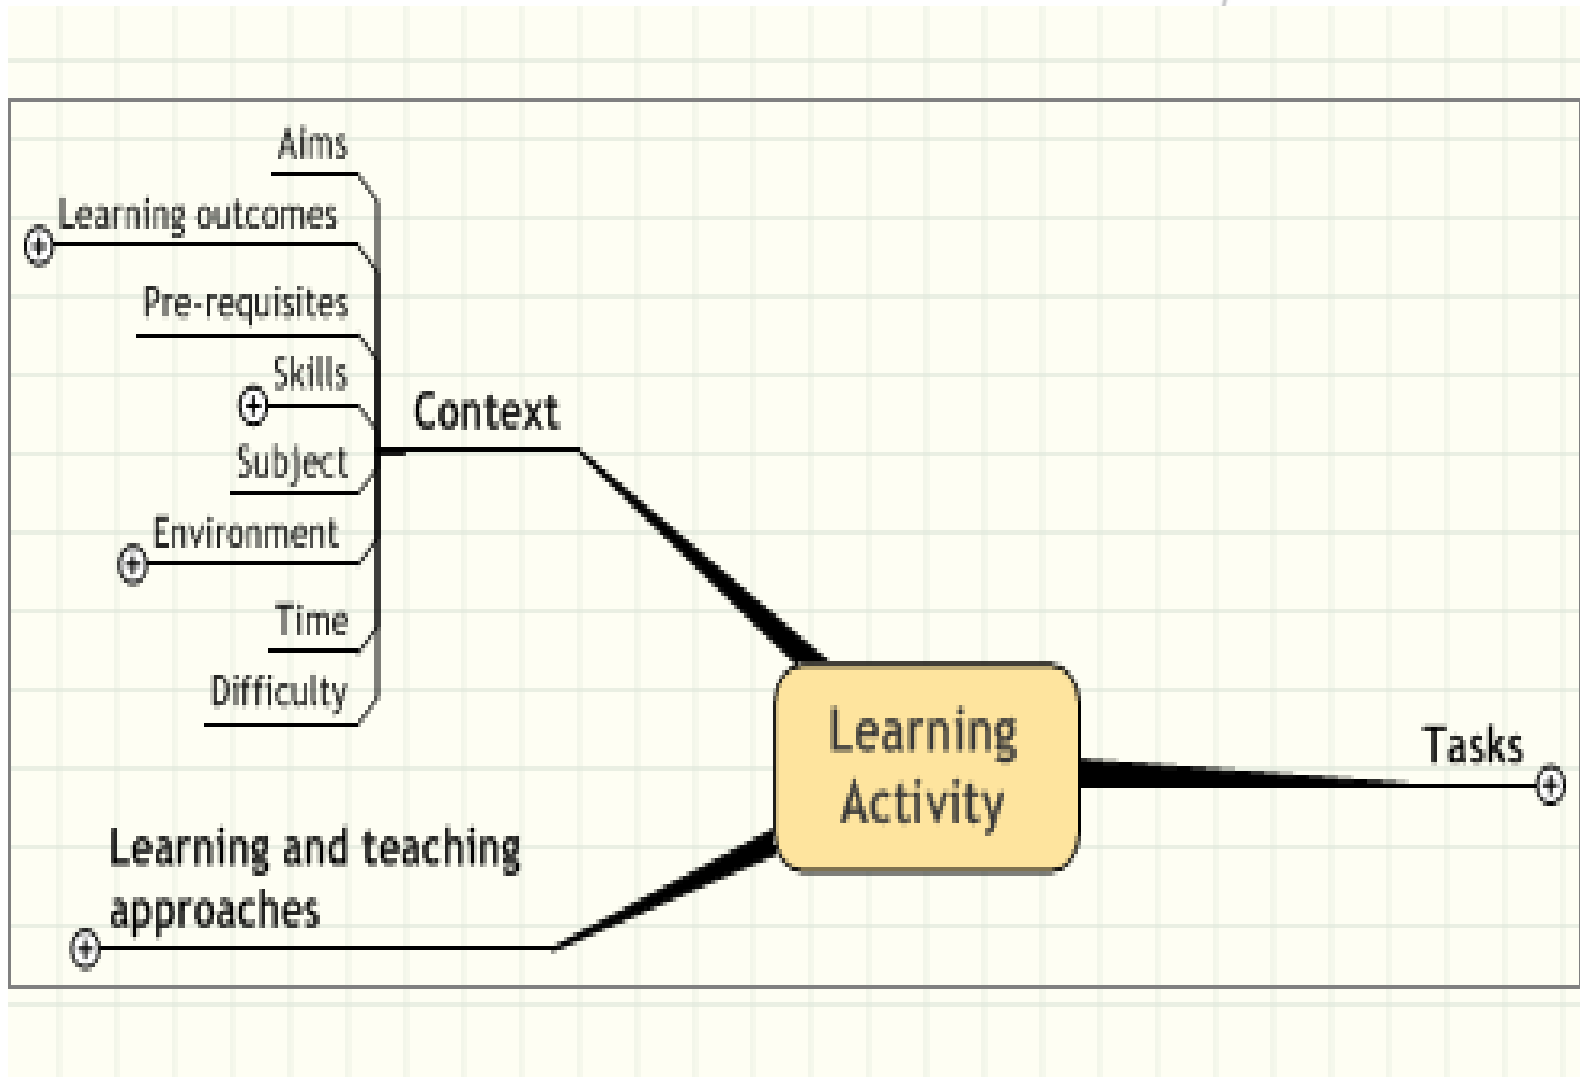 Aims
Learning outcomes
Pre-requisites
Skills
Context
Subject
Environment
Time
Difficulty
Learning
Activity
Tasks
Learning and teaching
approaches